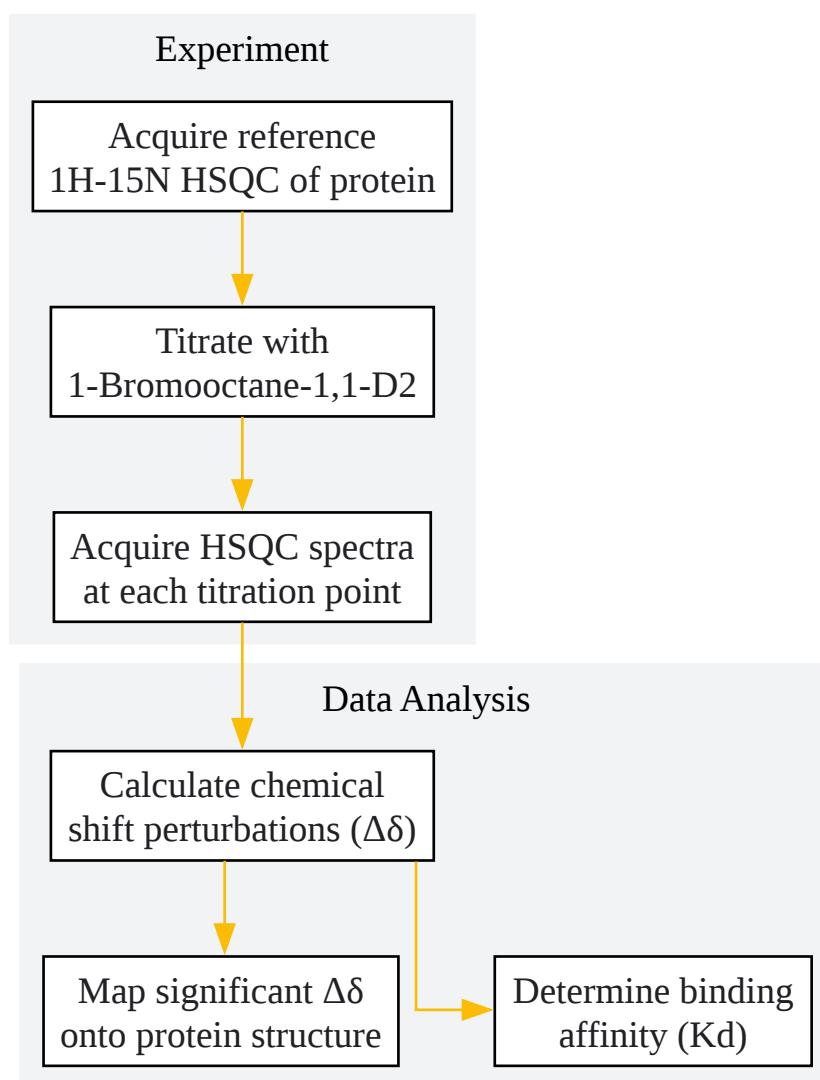 Experiment
Acquire reference
1H-15N HSQC of protein
Titrate with
1-Bromooctane-1,1-D2
Acquire HSQC spectra
at each titration point
Data Analysis
Calculate chemical
shift perturbations (Δδ)
Map significant Δδ
onto protein structure
Determine binding
affinity (Kd)